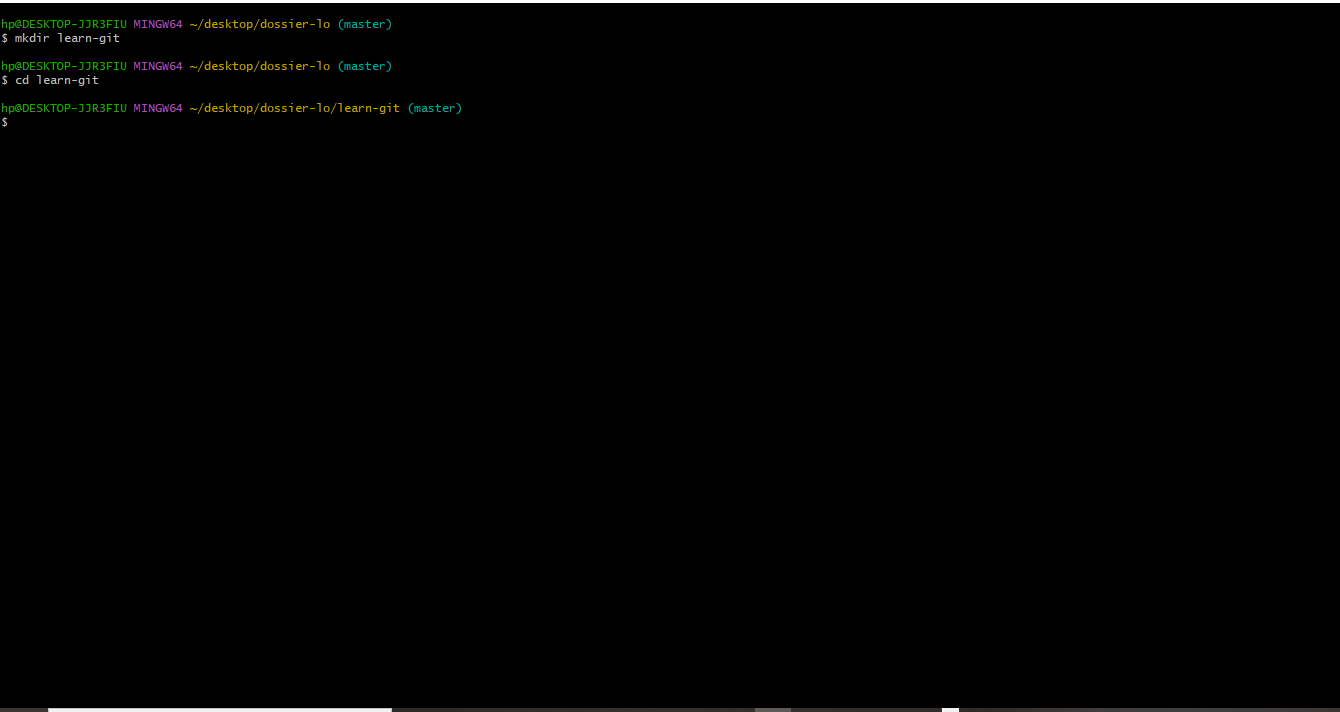 hp@DESKTOP-JJR3FIU MINGW64 ~/desktop/dossier-lo (master)
$ mkdir learn-git
hp@DESKTOP-JJR3FIU MINGW64 ~/desktop/dossier-lo (master)
$ cd learn-git
hp@DESKTOP-JJR3FIU MINGW64 ~/desktop/dossier-lo/learn-git (master)
$